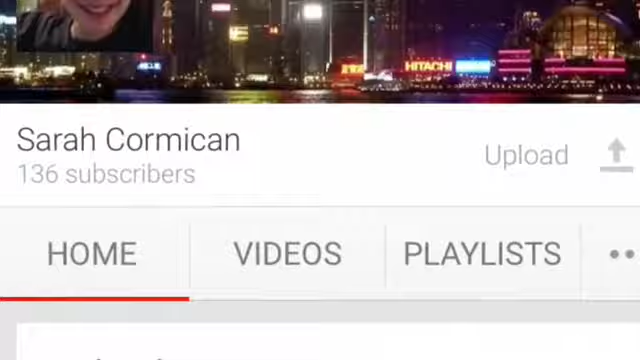 HITACHI
Sarah Cormican
136 subscribers
Upload
HOME
VIDEOS
PLAYLISTS